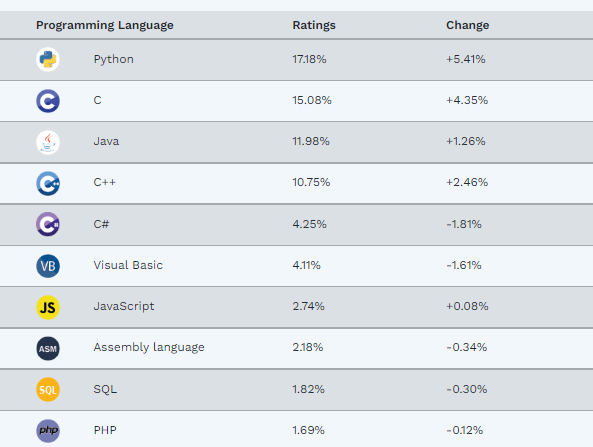 Programming Language Ratings Change
Python 17.18% +5.41%
C 15.08% +4.35%
Java 11.98% +1.26%
C++ 10.75% +2.46%
C# 4.25% -1.81%
VB Visual Basic 4.11% -1.61%
JS JavaScript 2.74% +0.08%
ASM Assembly language 2.18% -0.34%
SQL SQL 1.82% -0.30%
php PHP 1.69% -0.12%